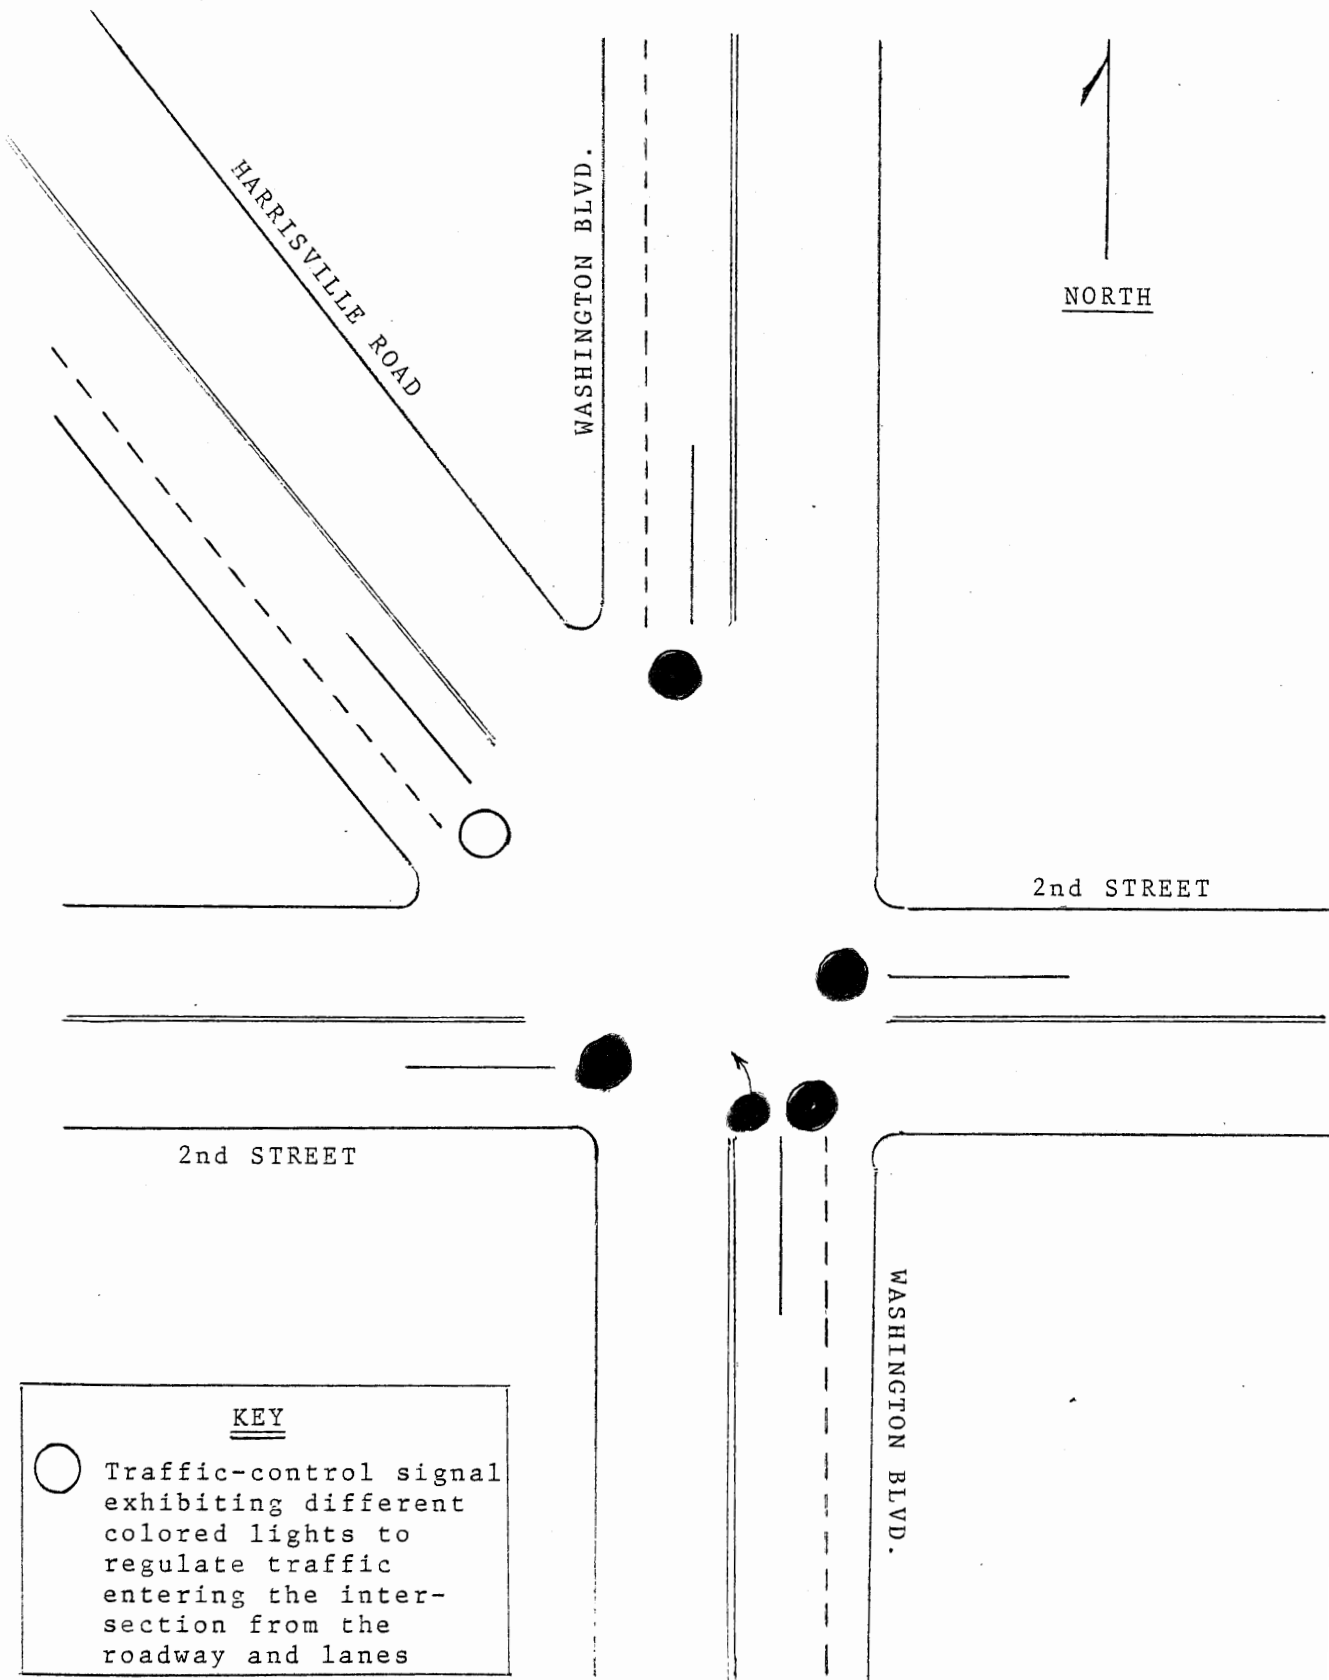 HARRISVILLE ROAD
WASHINGTON BLVD.
NORTH
2nd STREET
2nd STREET
WASHINGTON BLVD.
KEY
Traffic-control signal
exhibiting different
colored lights to
regulate traffic
entering the inter-
section from the
roadway and lanes